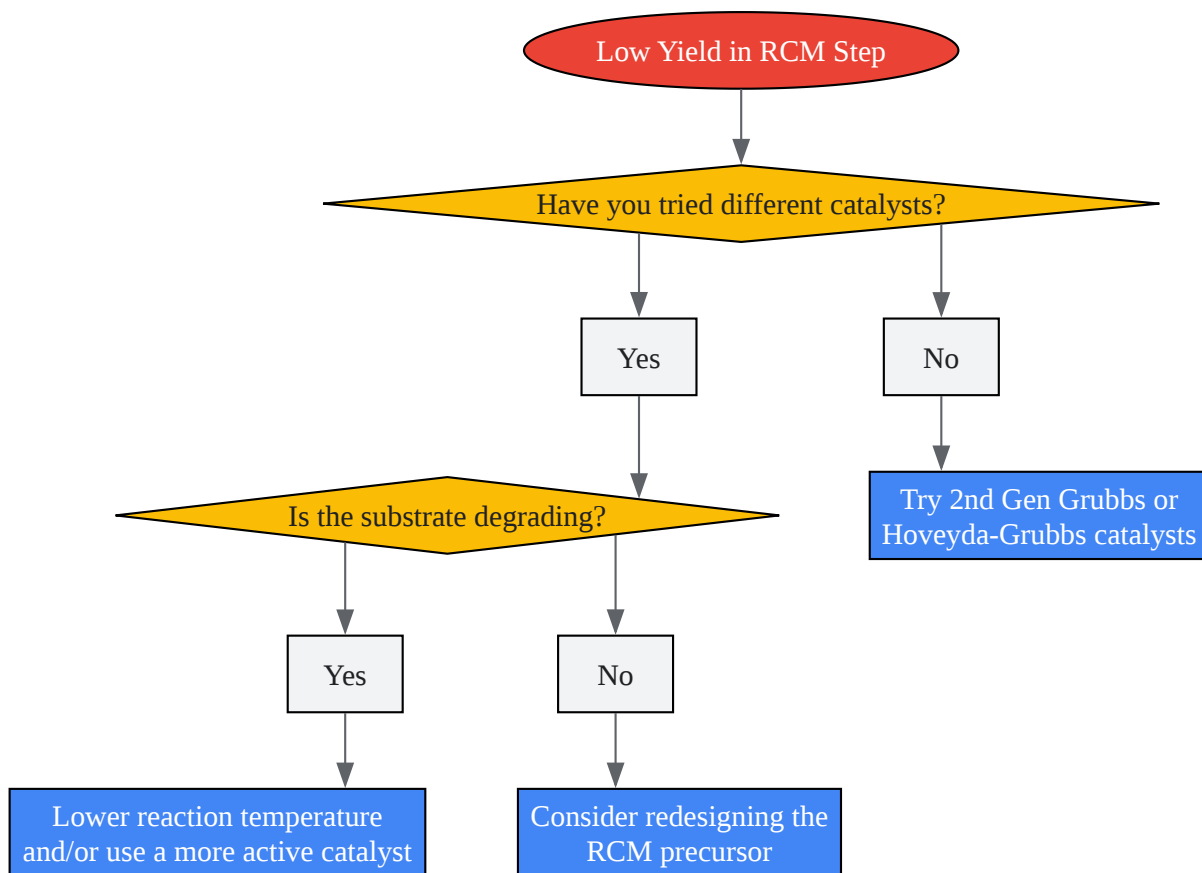 Low Yield in RCM Step
Have you tried different catalysts?
Yes
No
Try 2nd Gen Grubbs or
Hoveyda-Grubbs catalysts
Is the substrate degrading?
Yes
No
Lower reaction temperature
and/or use a more active catalyst
Consider redesigning the
RCM precursor